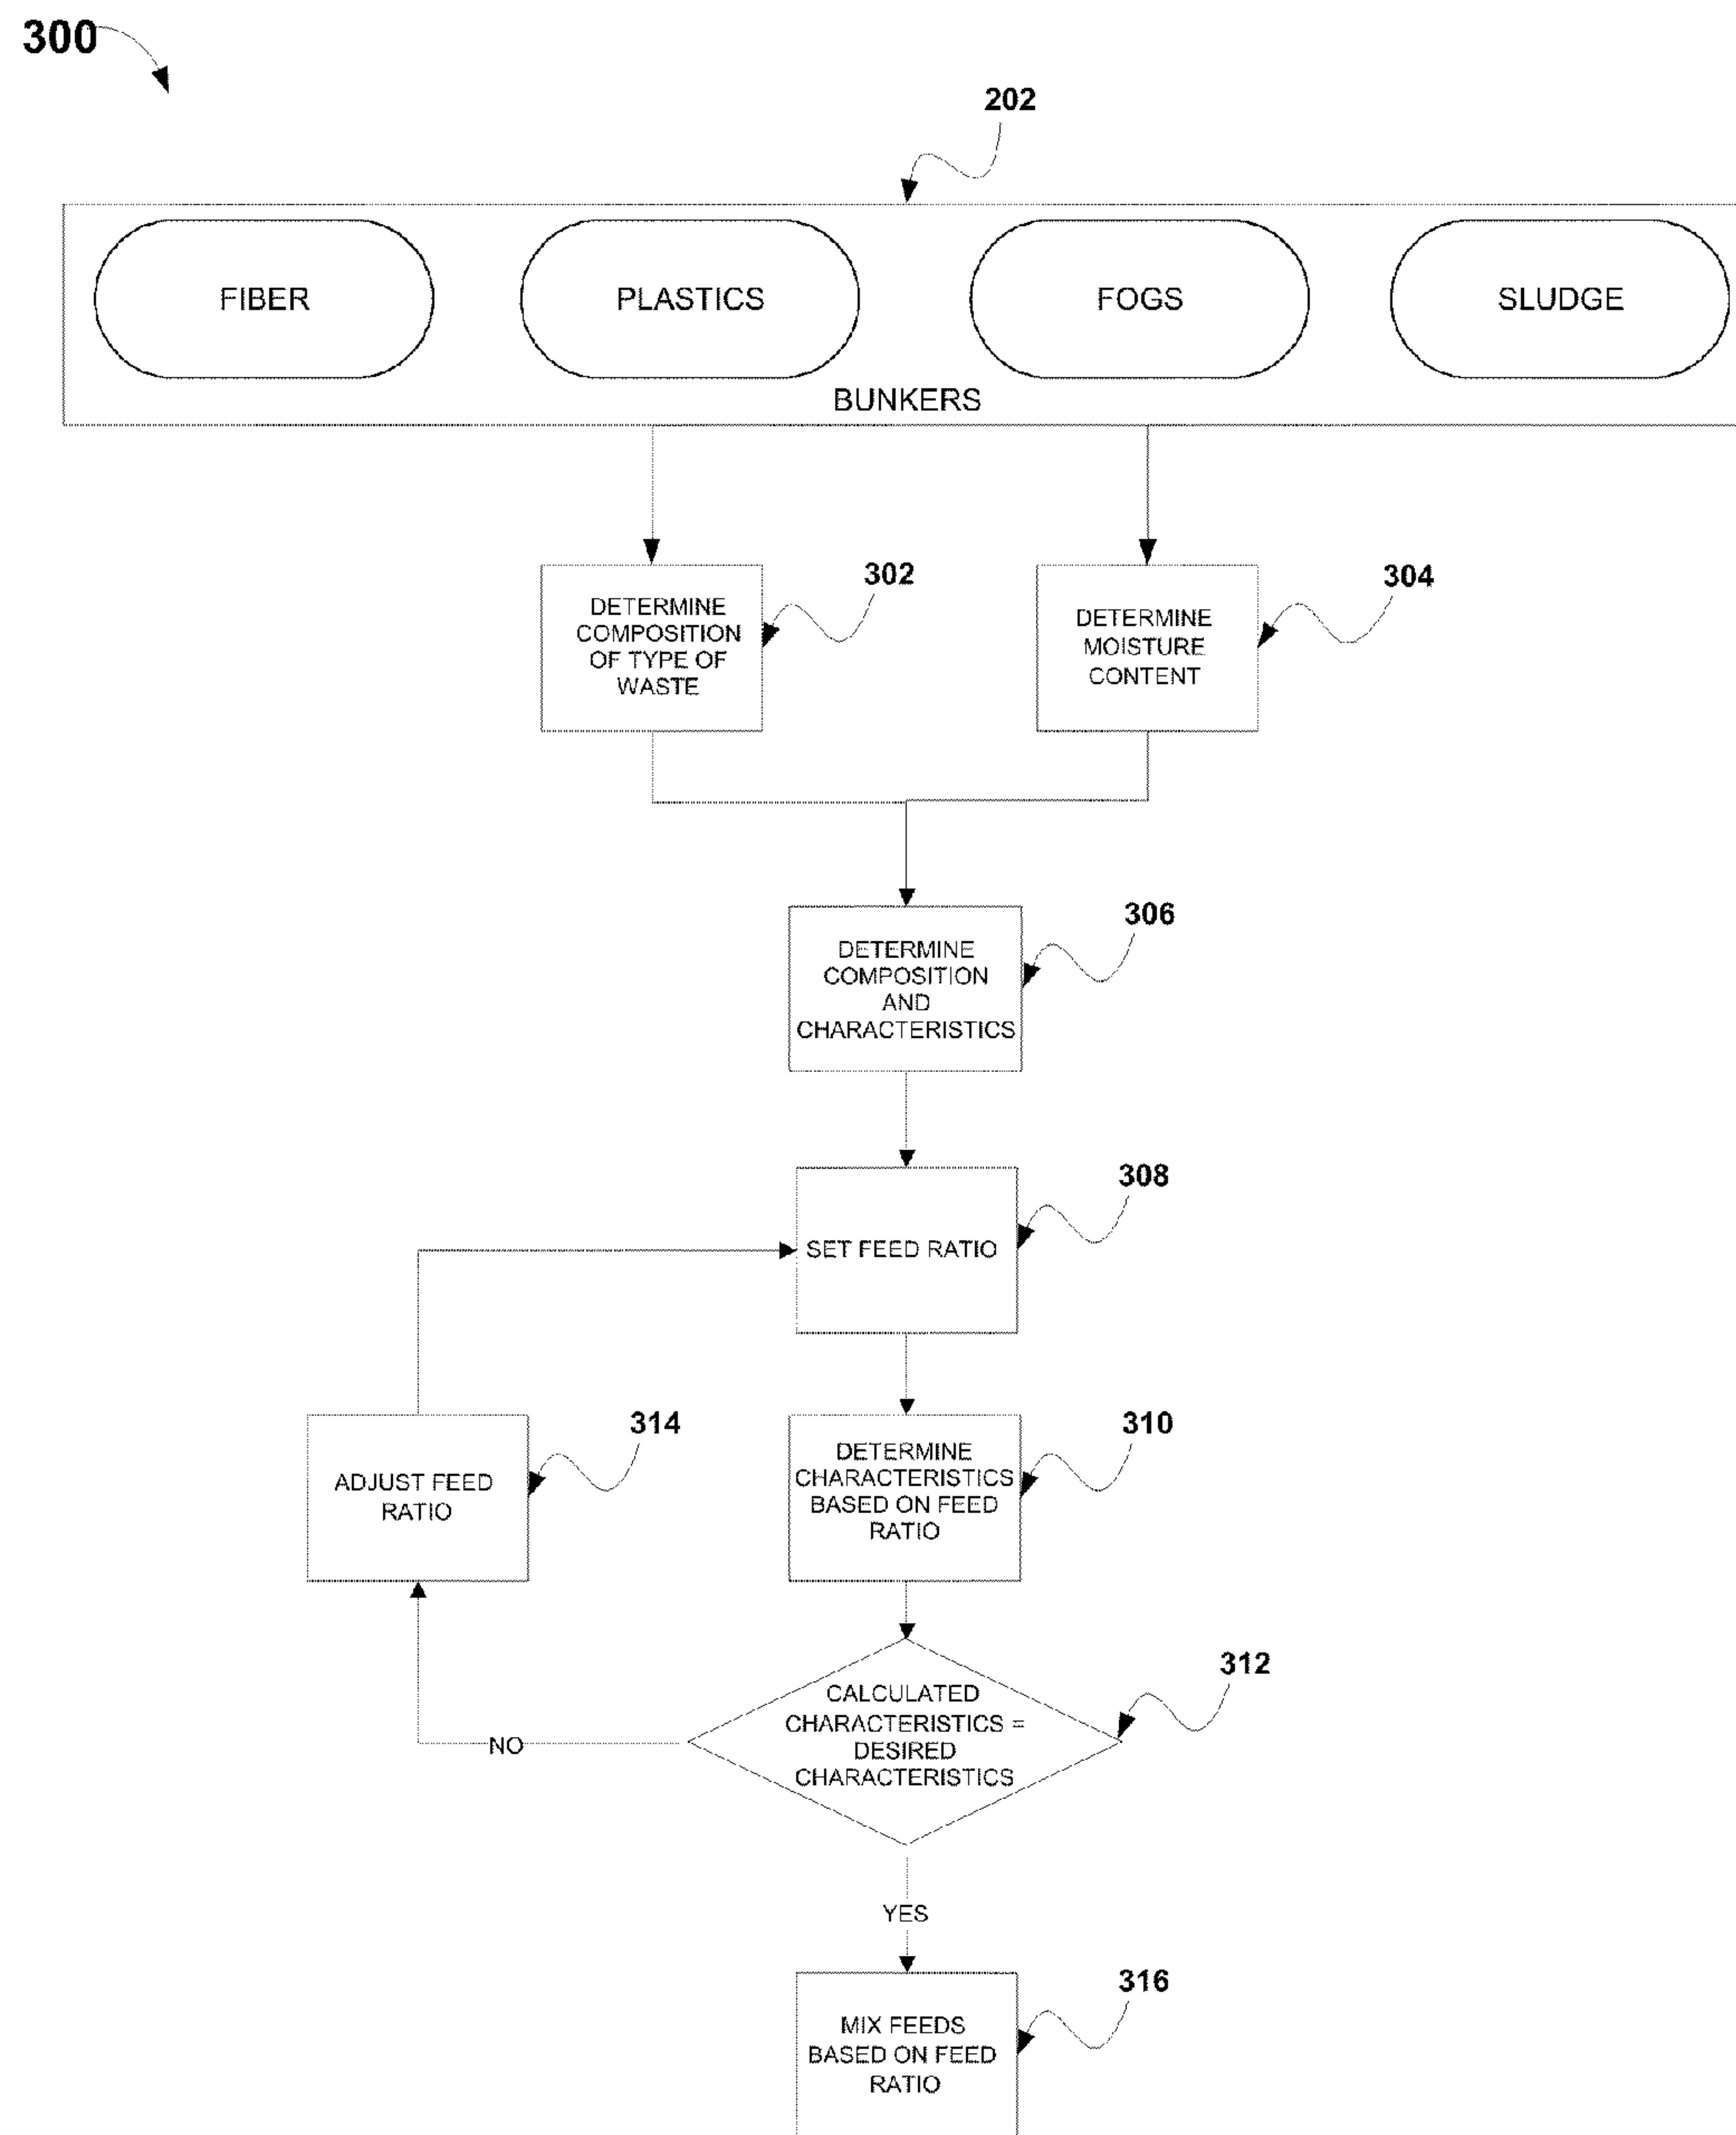 300
202
FIBER
PLASTICS
FOGS
SLUDGE
BUNKERS
302
304
DETERMINE
COMPOSITION
OF TYPE OF
WASTE
DETERMINE
MOISTURE
CONTENT
306
DETERMINE
COMPOSITION
AND
CHARACTERISTICS
308
SET FEED RATIO
314
310
ADJUST FEED
RATIO
DETERMINE
CHARACTERISTICS
BASED ON FEED
RATIO
312
CALCULATED
CHARACTERISTICS =
DESIRED
CHARACTERISTICS
NO
YES
316
MIX FEEDS
BASED ON FEED
RATIO